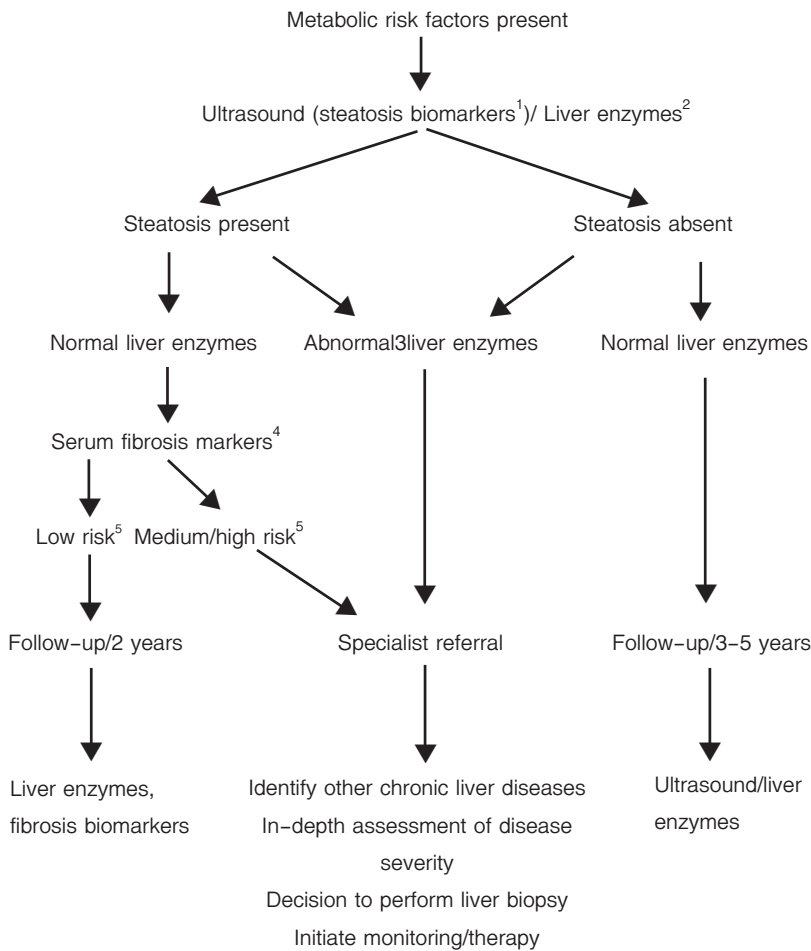 Metabolic risk factors present
Ultrasound (steatosis biomarkers¹)/ Liver enzymes²
Steatosis present
Steatosis absent
Normal liver enzymes
Abnormal3liver enzymes
Normal liver enzymes
Serum fibrosis markers⁴
Low risk⁵
Medium/high risk⁵
Follow-up/2 years
Specialist referral
Follow-up/3-5 years
Liver enzymes,
fibrosis biomarkers
Identify other chronic liver diseases
In-depth assessment of disease
severity
Decision to perform liver biopsy
Initiate monitoring/therapy
Ultrasound/liver
enzymes